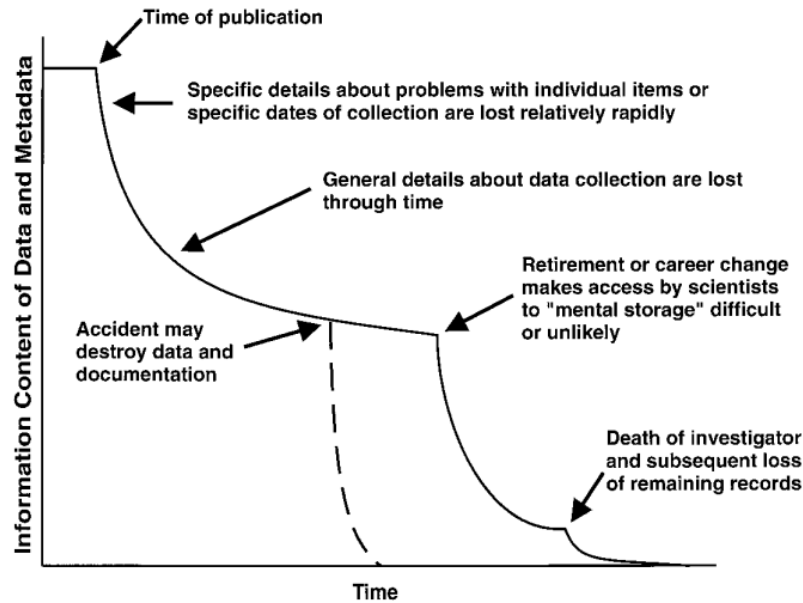 Time of publication
Specific details about problems with individual items or
specific dates of collection are lost relatively rapidly
General details about data collection are lost
through time
Retirement or career change
makes access by scientists
to "mental storage" difficult
or unlikely
Accident may
destroy data and
documentation
Death of investigator
and subsequent loss
of remaining records
Information Content of Data and Metadata
Time